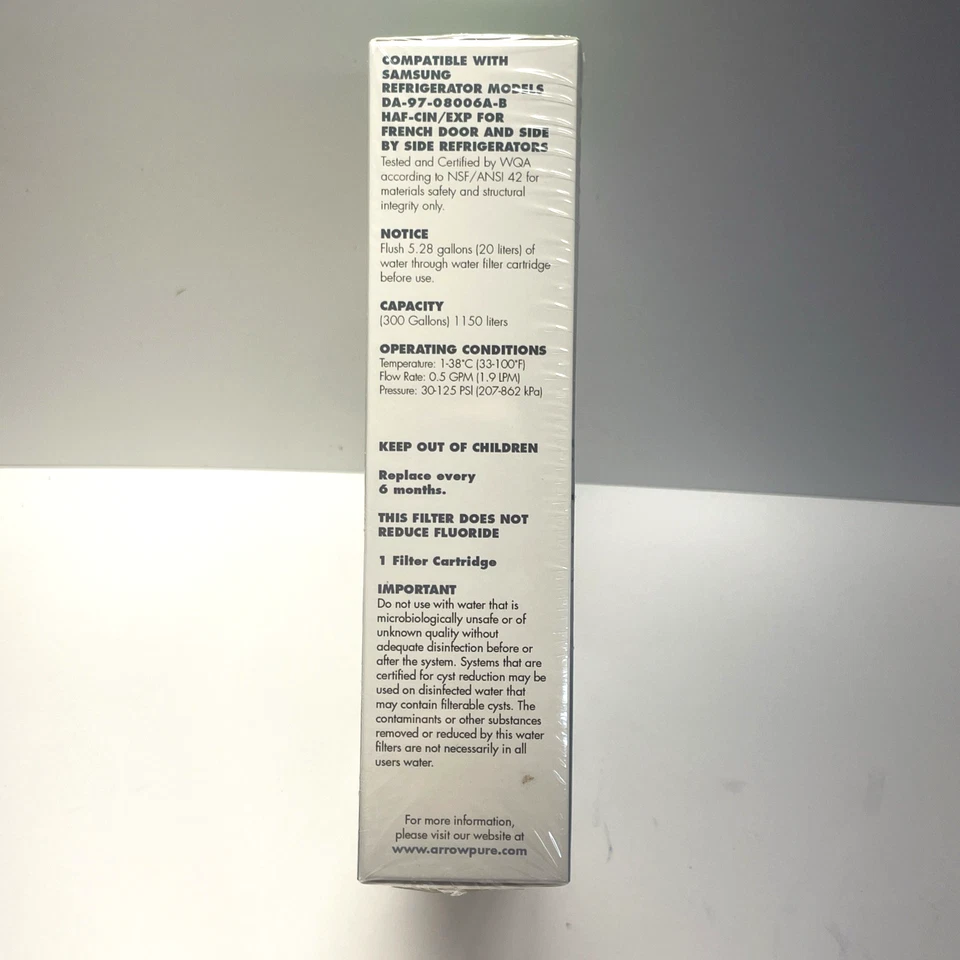 COMPATIBLE WITH
SAMSUNG
REFRIGERATOR MODELS
DA-97-08006A-B
HAF-CIN/EXP FOR
FRENCH DOOR AND SIDE
BY SIDE REFRIGERATORS
Tested and Certified by WQA
according to NSF/ANSI 42 for
materials safety and structural
integrity only.
NOTICE
Flush 5.28 gallons (20 liters) of
water through water filter cartridge
before use.
CAPACITY
(300 Gallons) 1150 liters
OPERATING CONDITIONS
Temperature: 1-38°C (33-100°F)
Flow Rate: 0.5 GPM (1.9 LPM)
Pressure: 30-125 PSI (207-862 kPa)
KEEP OUT OF CHILDREN
Replace every
6 months.
THIS FILTER DOES NOT
REDUCE FLUORIDE
1 Filter Cartridge
IMPORTANT
Do not use with water that is
microbiologically unsafe or of
unknown quality without
adequate disinfection before or
after the system. Systems that are
certified for cyst reduction may be
used on disinfected water that
may contain filterable cysts. The
contaminants or other substances
removed or reduced by this water
filters are not necessarily in all
users water.
For more information,
please visit our website at
www.arrowpure.com